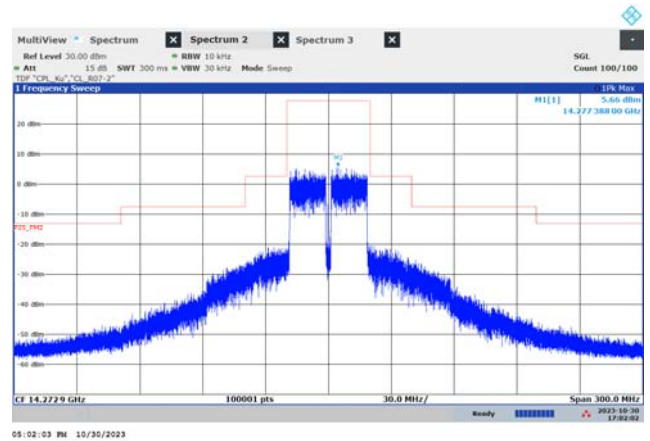 MultiView Spectrum X Spectrum 2 X Spectrum 3 X
Ref Level 30.00 dBm RBW 10 kHz SGL
Att 15 dB SWT 300 ms VBW 30 kHz Mode Sweep Count 100/100
TDF "CPL_Ku","CL_R07-2"
1 Frequency Sweep 1Pk Max
M1[1] 5.66 dBm
14.277 388 00 GHz
20 dBm
10 dBm
M1
0 dBm
-10 dBm
-20 dBm
-30 dBm
-40 dBm
-50 dBm
-60 dBm
CF 14.2729 GHz 100001 pts 30.0 MHz/ Span 300.0 MHz
Ready 2023-10-30
17:02:02
05:02:03 PM 10/30/2023